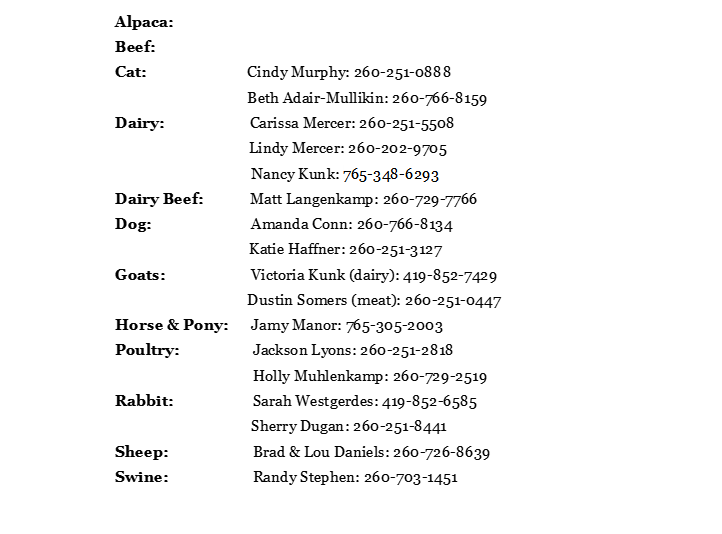 Alpaca:
Beef:
Cat: Cindy Murphy: 260-251-0888
Beth Adair-Mullikin: 260-766-8159
Dairy: Carissa Mercer: 260-251-5508
Lindy Mercer: 260-202-9705
Nancy Kunk: 765-348-6293
Dairy Beef: Matt Langenkamp: 260-729-7766
Dog: Amanda Conn: 260-766-8134
Katie Haffner: 260-251-3127
Goats: Victoria Kunk (dairy): 419-852-7429
Dustin Somers (meat): 260-251-0447
Horse & Pony: Jamy Manor: 765-305-2003
Poultry: Jackson Lyons: 260-251-2818
Holly Muhlenkamp: 260-729-2519
Rabbit: Sarah Westgerdes: 419-852-6585
Sherry Dugan: 260-251-8441
Sheep: Brad & Lou Daniels: 260-726-8639
Swine: Randy Stephen: 260-703-1451